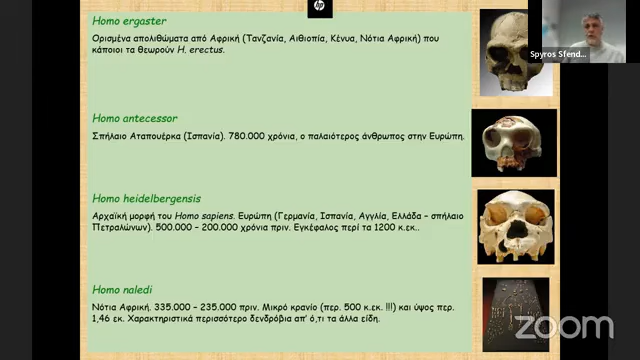 hp
Homo ergaster
Ορισμένα απολιθώματα από Αφρική (Τανζανία, Αιθιοπία, Κένυα, Νότια Αφρική) που
κάποιοι τα θεωρούν H. erectus.
Spyros Sfend...
Homo antecessor
Σπήλαιο Αταπουέρκα (Ισπανία). 780.000 χρόνια, ο παλαιότερος άνθρωπος στην Ευρώπη.
Homo heidelbergensis
Αρχαϊκή μορφή του Homo sapiens. Ευρώπη (Γερμανία, Ισπανία, Αγγλία, Ελλάδα – σπήλαιο
Πετραλώνων). 500.000 – 200.000 χρόνια πριν. Εγκέφαλος περί τα 1200 κ.εκ..
Homo naledi
Νότια Αφρική. 335.000 – 235.000 πριν. Μικρό κρανίο (περ. 500 κ.εκ. !!!) και ύψος περ.
1,46 εκ. Χαρακτηριστικά περισσότερο δενδρόβια απ’ ό,τι τα άλλα είδη.
zoom